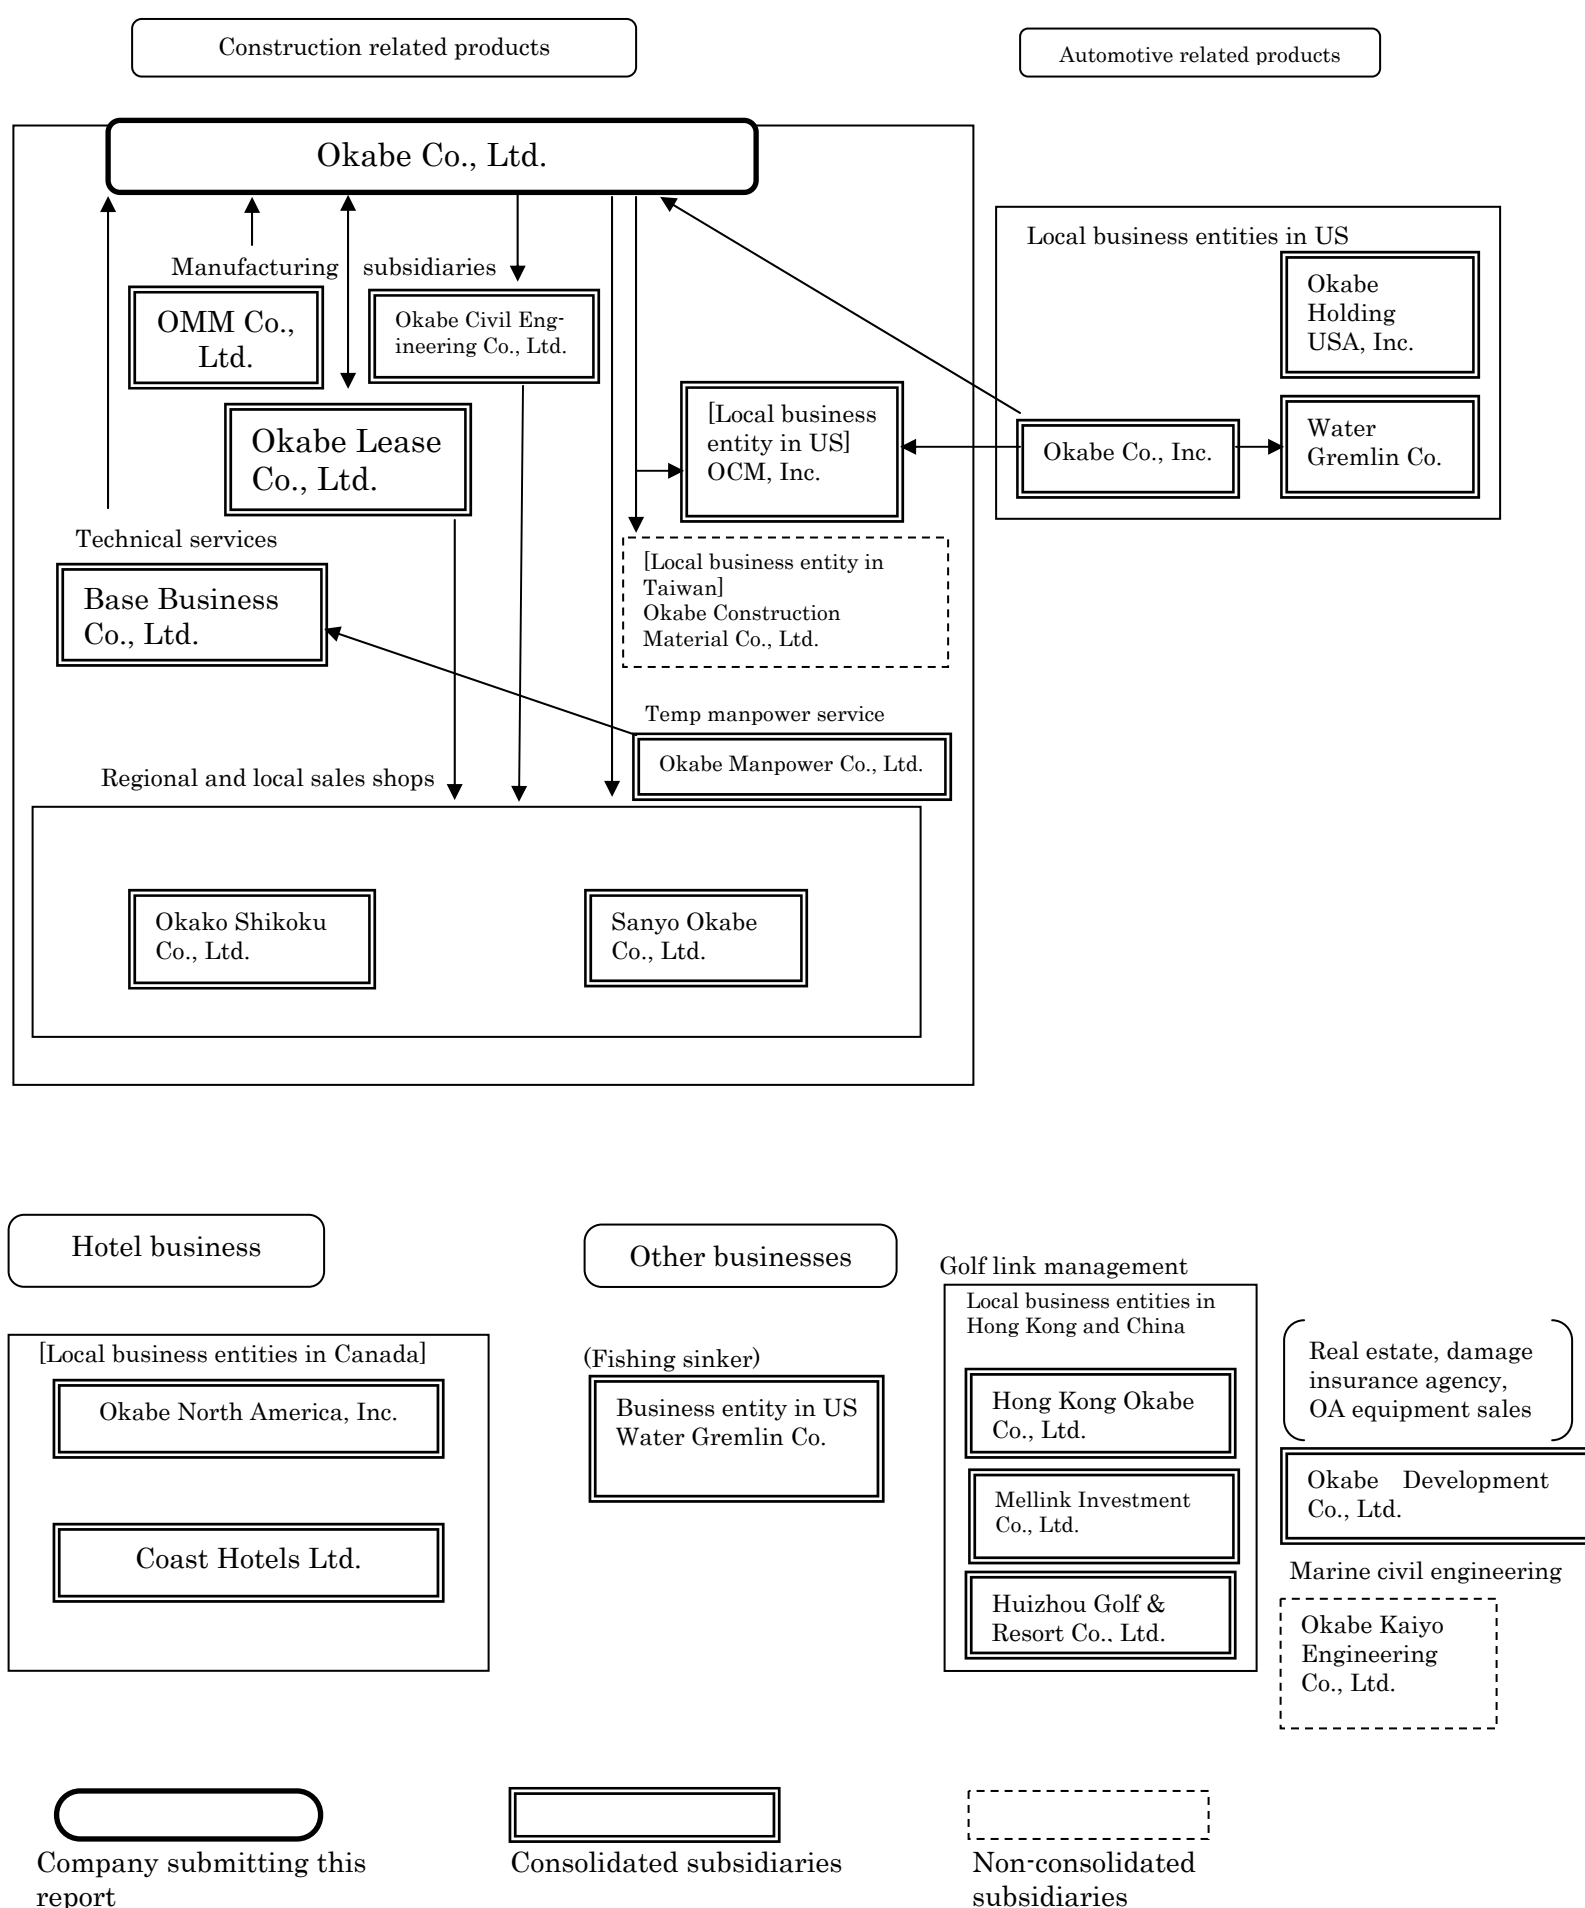 Construction related products
Automotive related products
Okabe Co., Ltd.
Local business entities in US
Manufacturing subsidiaries
OMM Co.,
Ltd.
Okabe Civil Eng-
ineering Co., Ltd.
Okabe
Holding
USA, Inc.
Okabe Lease
Co., Ltd.
[Local business
entity in US]
OCM, Inc.
Okabe Co., Inc.
Water
Gremlin Co.
Technical services
Base Business
Co., Ltd.
[Local business entity in
Taiwan]
Okabe Construction
Material Co., Ltd.
Temp manpower service
Okabe Manpower Co., Ltd.
Regional and local sales shops
Okako Shikoku
Co., Ltd.
Sanyo Okabe
Co., Ltd.
Hotel business
Other businesses
Golf link management
[Local business entities in Canada]
Okabe North America, Inc.
Coast Hotels Ltd.
(Fishing sinker)
Business entity in US
Water Gremlin Co.
Local business entities in
Hong Kong and China
Hong Kong Okabe
Co., Ltd.
Mellink Investment
Co., Ltd.
Huizhou Golf &
Resort Co., Ltd.
Real estate, damage
insurance agency,
OA equipment sales
Okabe Development
Co., Ltd.
Marine civil engineering
Okabe Kaiyo
Engineering
Co., Ltd.
Company submitting this
report
Consolidated subsidiaries
Non-consolidated
subsidiaries